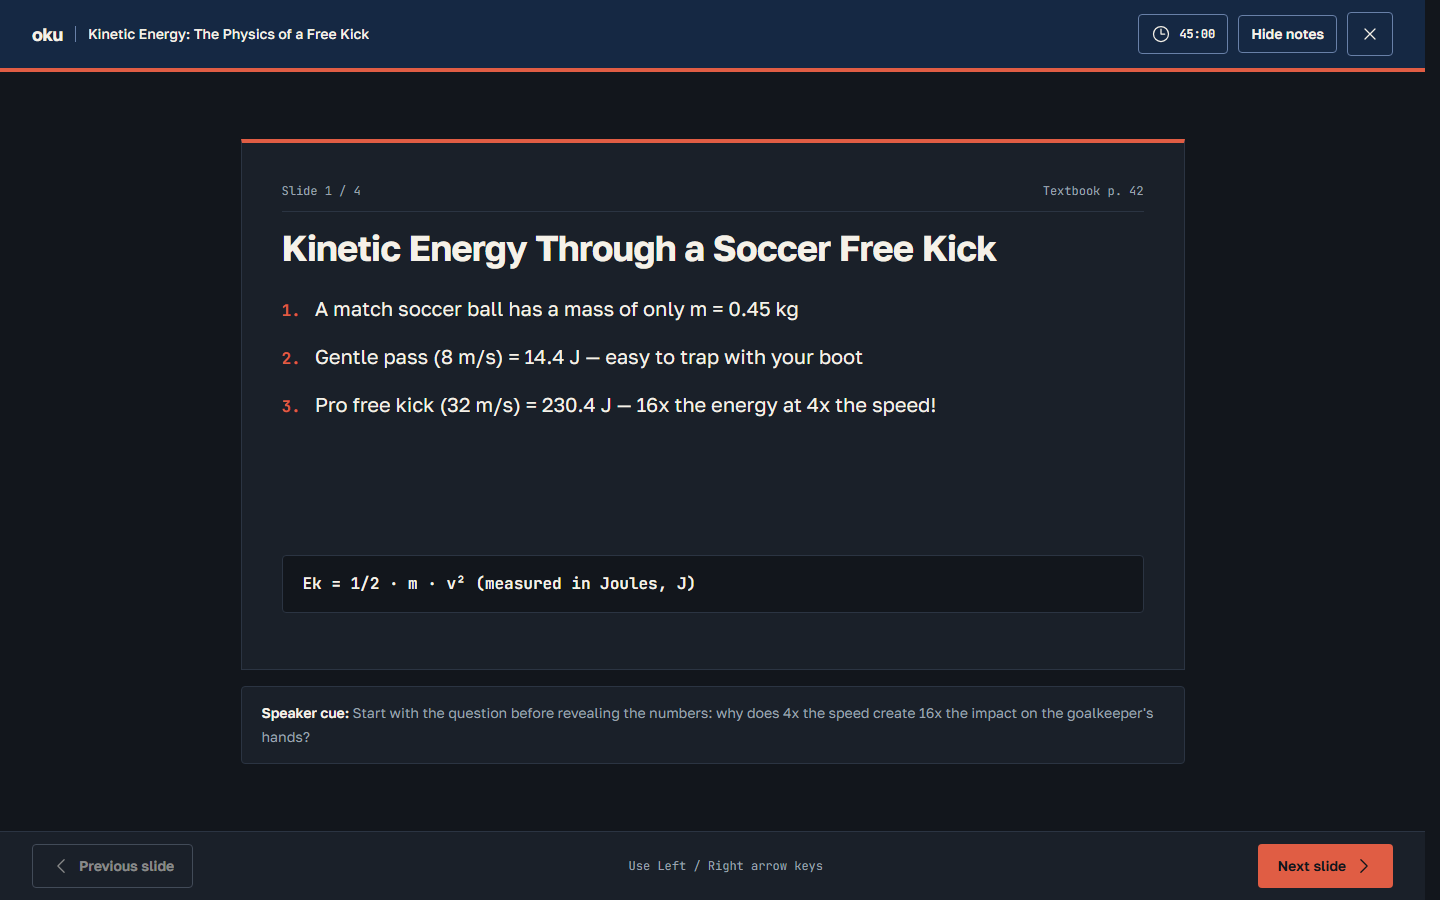 oku
Kinetic Energy: The Physics of a Free Kick
45:00
Hide notes
Slide 1 / 4
Textbook p. 42
Kinetic Energy Through a Soccer Free Kick
1. A match soccer ball has a mass of only m = 0.45 kg
2. Gentle pass (8 m/s) = 14.4 J — easy to trap with your boot
3. Pro free kick (32 m/s) = 230.4 J — 16x the energy at 4x the speed!
Ek = 1/2 · m · v² (measured in Joules, J)
Speaker cue: Start with the question before revealing the numbers: why does 4x the speed create 16x the impact on the goalkeeper's
hands?
Previous slide
Use Left / Right arrow keys
Next slide